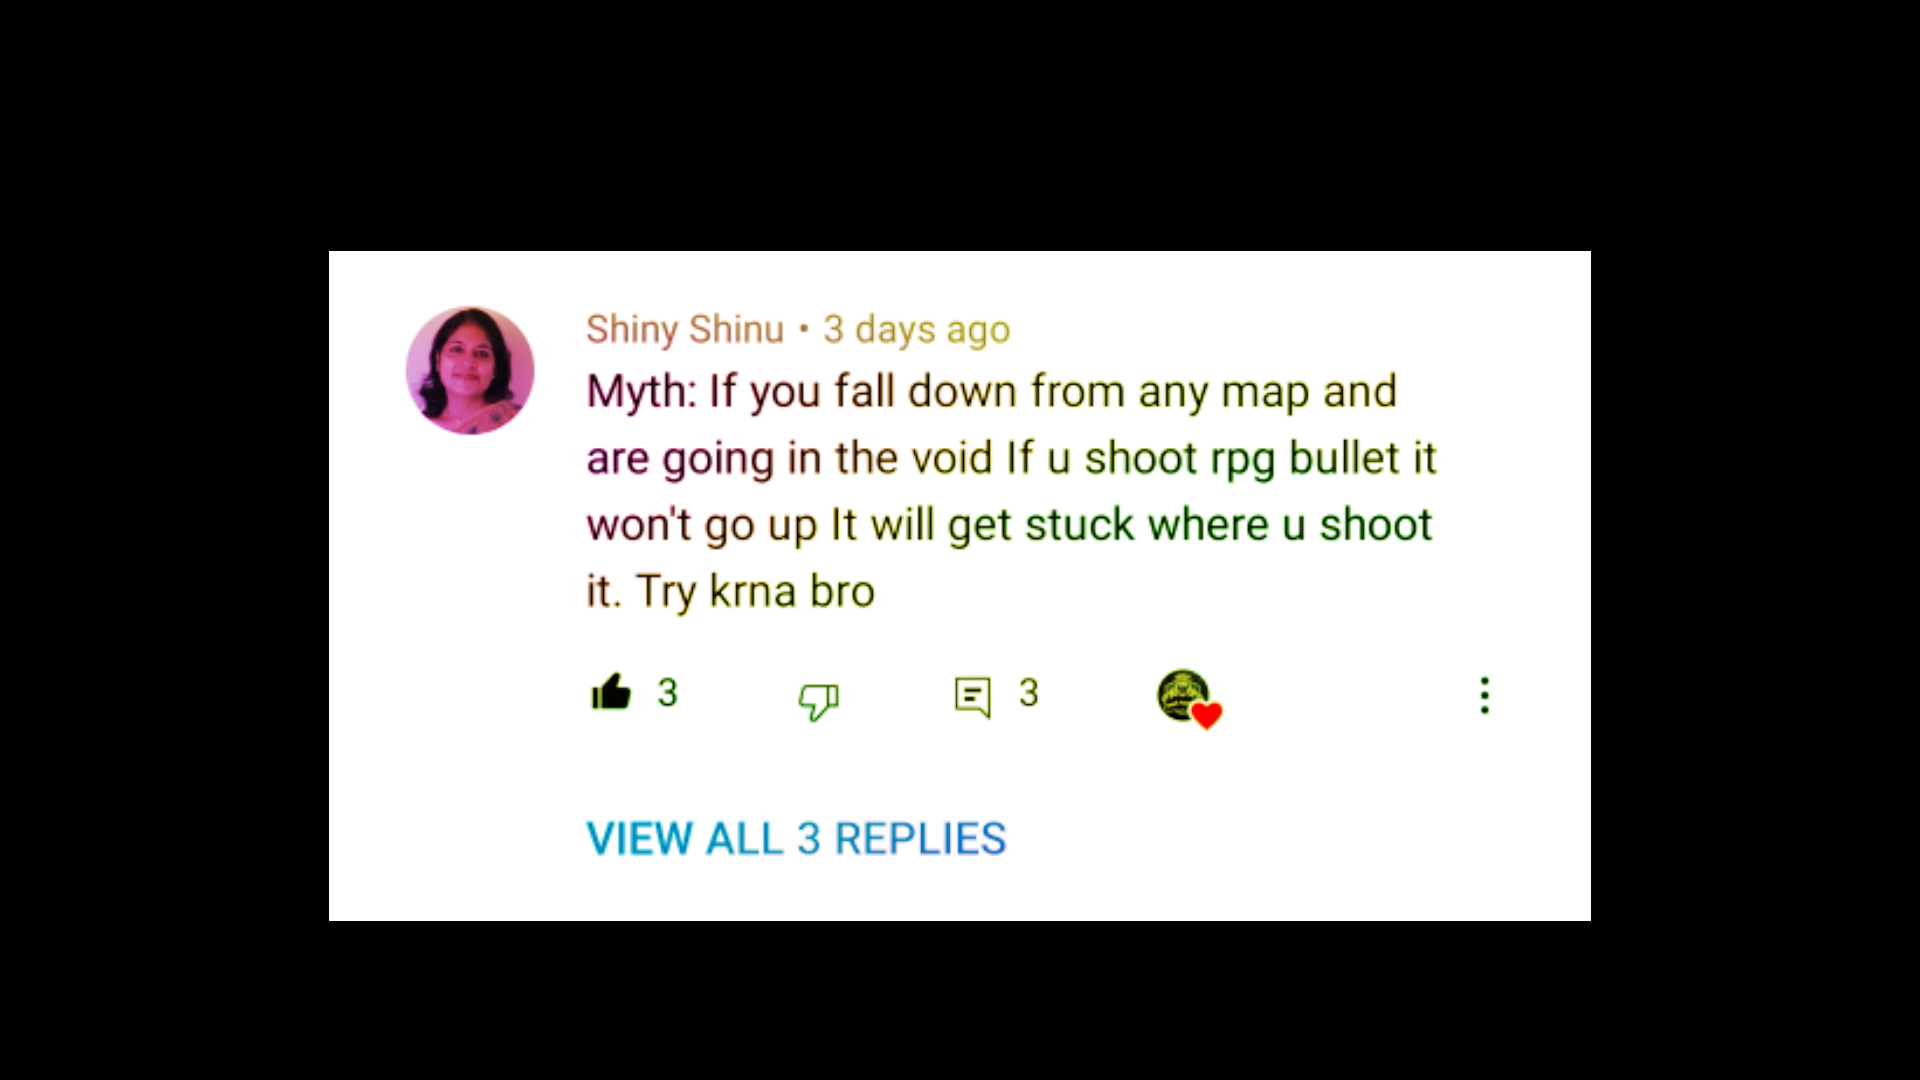 Shiny Shinu • 3 days ago
Myth: If you fall down from any map and
are going in the void If u shoot rpg bullet it
won't go up It will get stuck where u shoot
it. Try krna bro
3 3
VIEW ALL 3 REPLIES